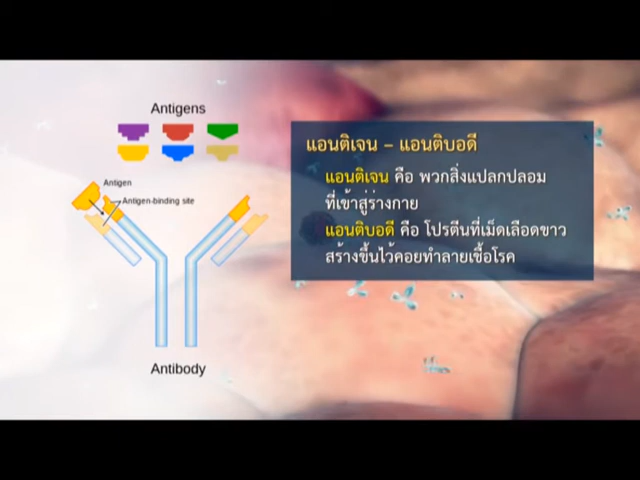 Antigens
Antigen
Antigen-binding site
Antibody
แอนติเจน – แอนติบอดี
แอนติเจน คือ พวกสิ่งแปลกปลอม
ที่เข้าสู่ร่างกาย
แอนติบอดี คือ โปรตีนที่เม็ดเลือดขาว
สร้างขึ้นไว้คอยทำลายเชื้อโรค